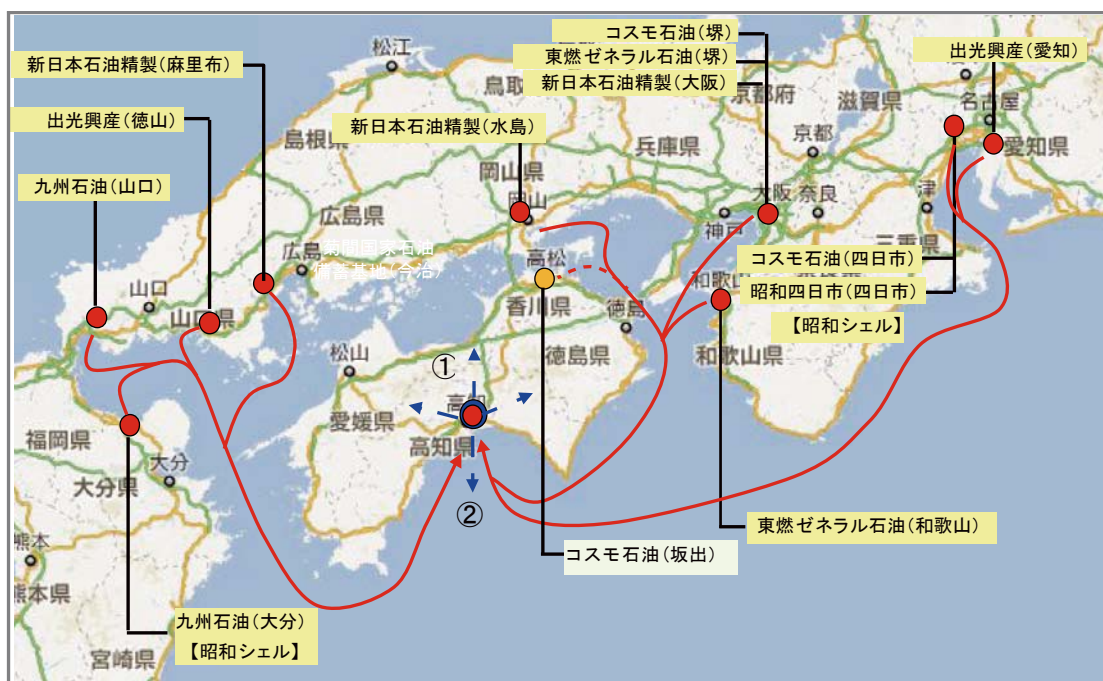 コスモ石油(堺)
東燃ゼネラル石油(堺)
新日本石油精製(大阪)
出光興産(愛知)
新日本石油精製(麻里布)
出光興産(徳山)
九州石油(山口)
新日本石油精製(水島)
松江
鳥取
島根県
京都府
滋賀県
名古屋
愛知県
兵庫県
京都
岡山県
岡山
広島県
広島
大阪
奈良
津
神戸
三重県
菊間国家石油
備蓄基地(今治)
高松
和歌山
コスモ石油(四日市)
昭和四日市(四日市)
【昭和シェル】
山口
山口県
香川県
徳島
松山
徳島県
和歌山県
①
高知
愛媛県
高知県
福岡県
大分
大分県
②
東燃ゼネラル石油(和歌山)
コスモ石油(坂出)
熊本
熊本県
九州石油(大分)
【昭和シェル】
宮崎県